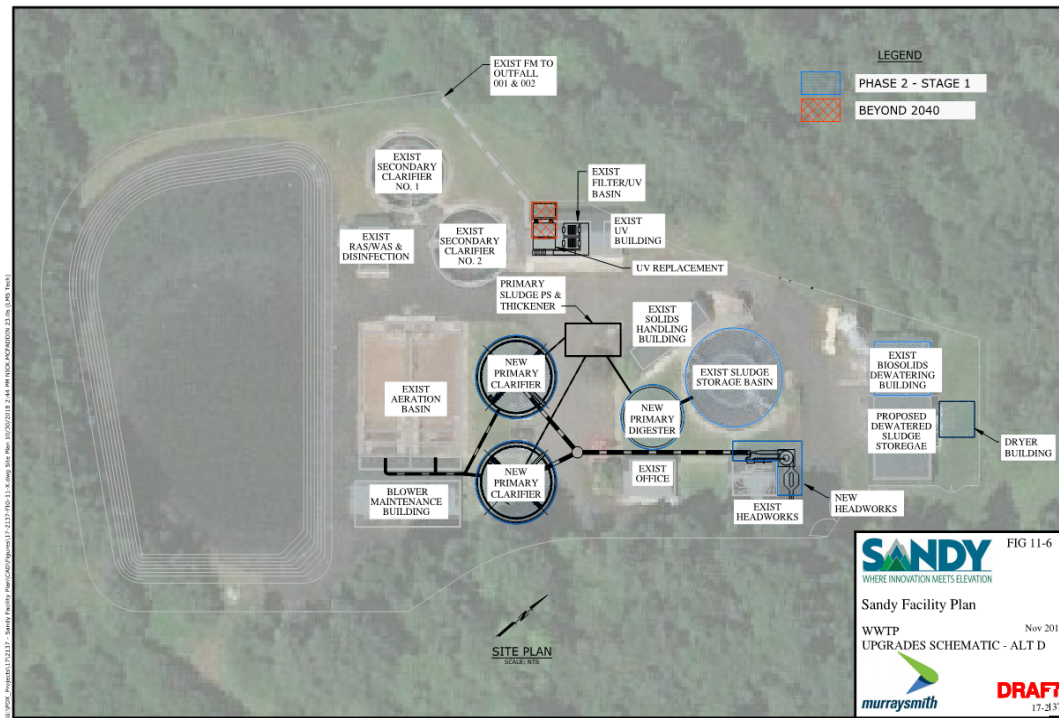 LEGEND
PHASE 2 - STAGE 1
BEYOND 2040
EXIST FM TO
OUTFALL
001 & 002
EXIST
SECONDARY
CLARIFIER
NO. 1
EXIST
FILTER/UV
BASIN
EXIST
RAS/WAS &
DISINFECTION
EXIST
SECONDARY
CLARIFIER
NO. 2
EXIST
UV
BUILDING
UV REPLACEMENT
PRIMARY
SLUDGE PS &
THICKENER
EXIST
SOLIDS
HANDLING
BUILDING
NEW
PRIMARY
CLARIFIER
EXIST SLUDGE
STORAGE BASIN
EXIST
BIOSOLIDS
DEWATERING
BUILDING
EXIST
AERATION
BASIN
NEW
PRIMARY
DIGESTER
PROPOSED
DEWATERED
SLUDGE
STOREGAE
DRYER
BUILDING
NEW
PRIMARY
CLARIFIER
EXIST
OFFICE
BLOWER
MAINTENANCE
BUILDING
EXIST
HEADWORKS
NEW
HEADWORKS
SITE PLAN
SCALE: NTS
SANDY
WHERE INNOVATION MEETS ELEVATION
FIG 11-6
Sandy Facility Plan
WWTP
Nov 201
UPGRADES SCHEMATIC - ALT D
murraysmith
DRAFT
17-213